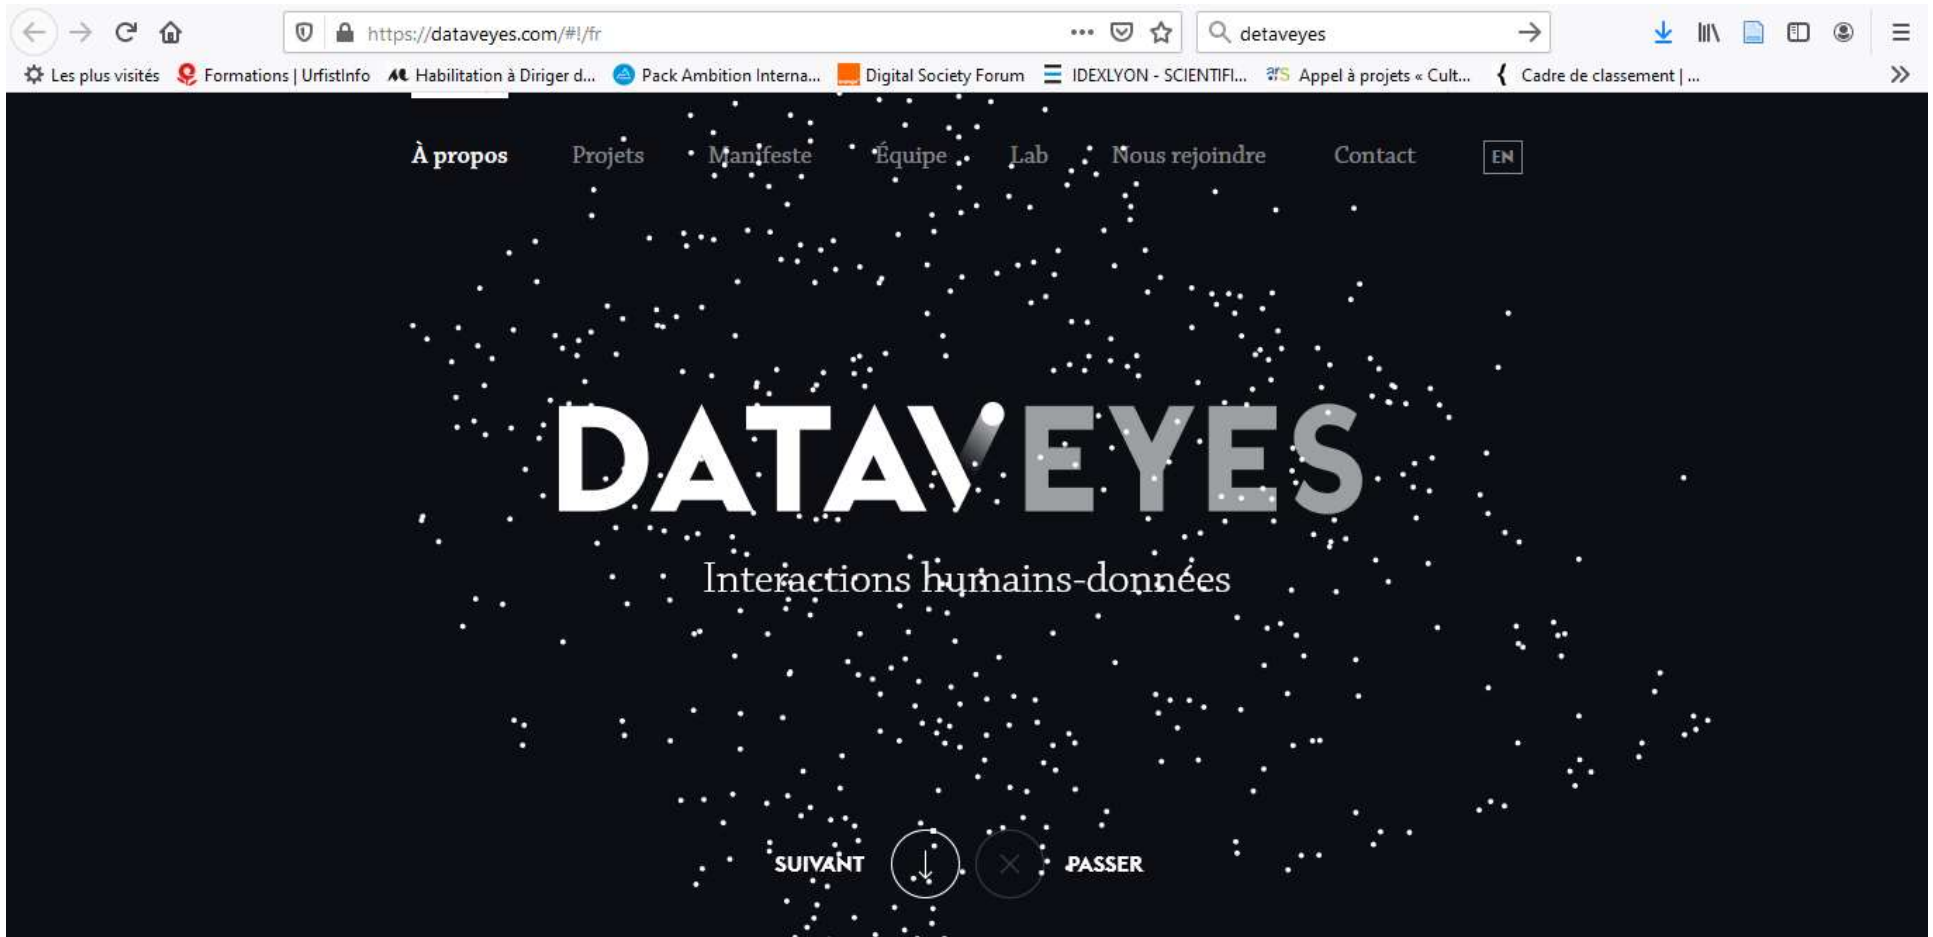 https://dataveyes.com/#!/fr detaveyes
Les plus visités Formations | UrfistInfo Habilitation à Diriger d... Pack Ambition Interna... Digital Society Forum IDEXLYON - SCIENTIFI... Appel à projets « Cult... Cadre de classement | ...
À propos Projets Manifeste Équipe Lab Nous rejoindre Contact EN
DATAVEYES
Interactions humains-données
SUIVANT PASSER